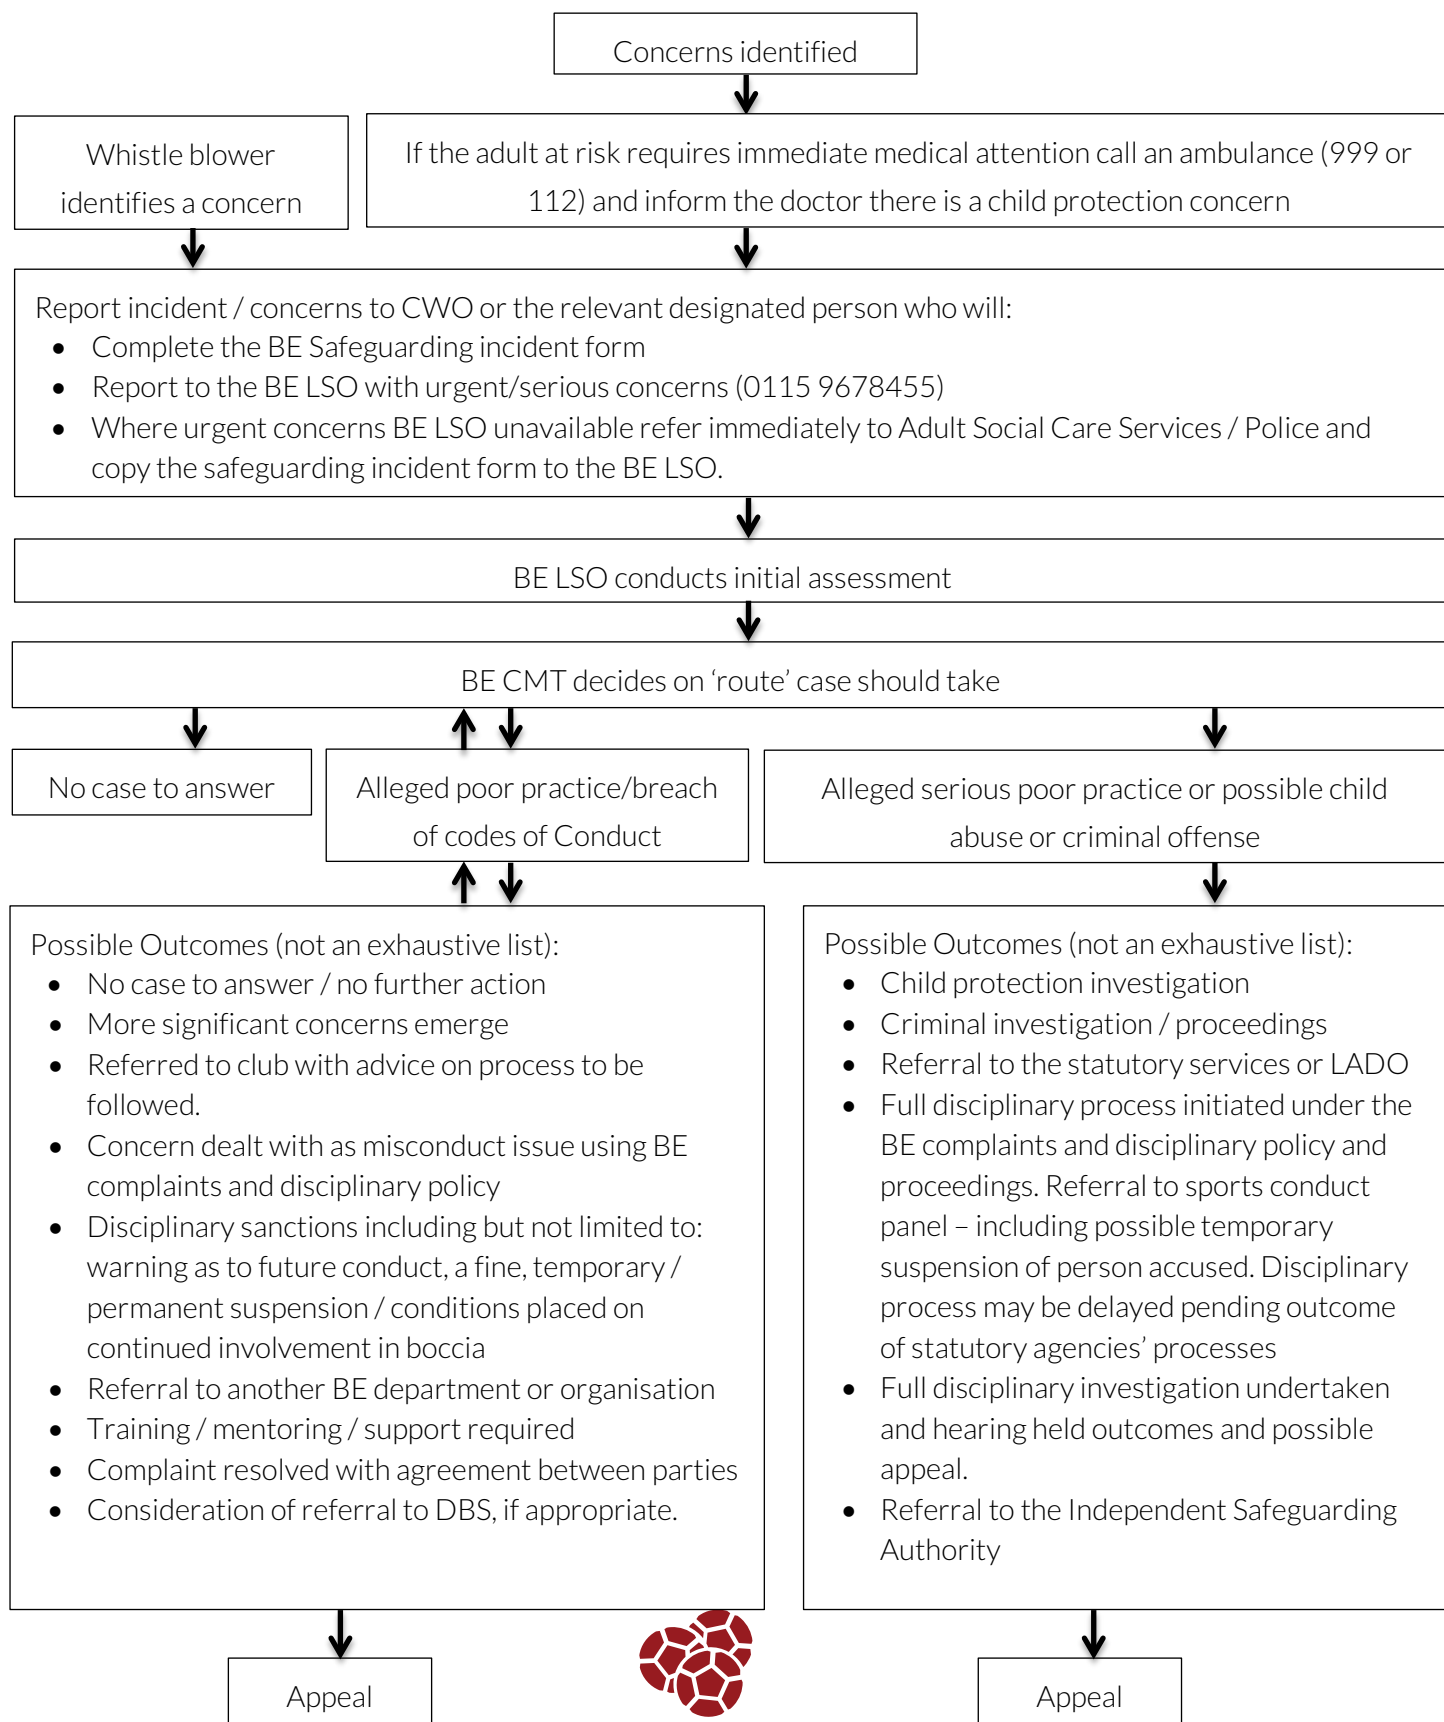 Concerns identified
Whistle blower
identifies a concern
If the adult at risk requires immediate medical attention call an ambulance (999 or
112) and inform the doctor there is a child protection concern
Report incident / concerns to CWO or the relevant designated person who will:
• Complete the BE Safeguarding incident form
• Report to the BE LSO with urgent/serious concerns (0115 9678455)
• Where urgent concerns BE LSO unavailable refer immediately to Adult Social Care Services / Police and
copy the safeguarding incident form to the BE LSO.
BE LSO conducts initial assessment
BE CMT decides on ‘route’ case should take
No case to answer
Alleged poor practice/breach
of codes of Conduct
Alleged serious poor practice or possible child
abuse or criminal offense
Possible Outcomes (not an exhaustive list):
• No case to answer / no further action
• More significant concerns emerge
• Referred to club with advice on process to be
followed.
• Concern dealt with as misconduct issue using BE
complaints and disciplinary policy
• Disciplinary sanctions including but not limited to:
warning as to future conduct, a fine, temporary /
permanent suspension / conditions placed on
continued involvement in boccia
• Referral to another BE department or organisation
• Training / mentoring / support required
• Complaint resolved with agreement between parties
• Consideration of referral to DBS, if appropriate.
Possible Outcomes (not an exhaustive list):
• Child protection investigation
• Criminal investigation / proceedings
• Referral to the statutory services or LADO
• Full disciplinary process initiated under the
BE complaints and disciplinary policy and
proceedings. Referral to sports conduct
panel – including possible temporary
suspension of person accused. Disciplinary
process may be delayed pending outcome
of statutory agencies’ processes
• Full disciplinary investigation undertaken
and hearing held outcomes and possible
appeal.
• Referral to the Independent Safeguarding
Authority
Appeal
Appeal